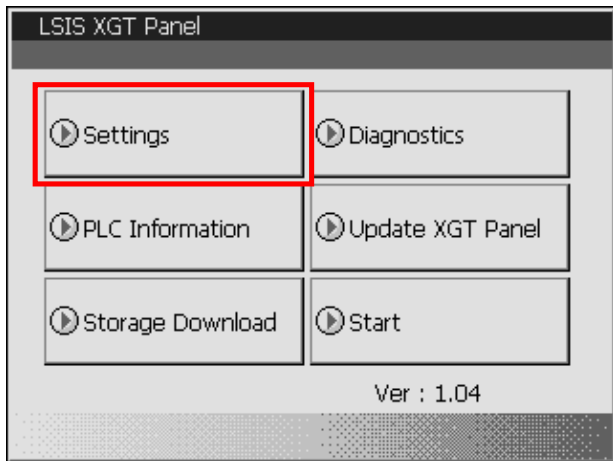 LSIS XGT Panel
Settings
Diagnostics
PLC Information
Update XGT Panel
Storage Download
Start
Ver : 1.04